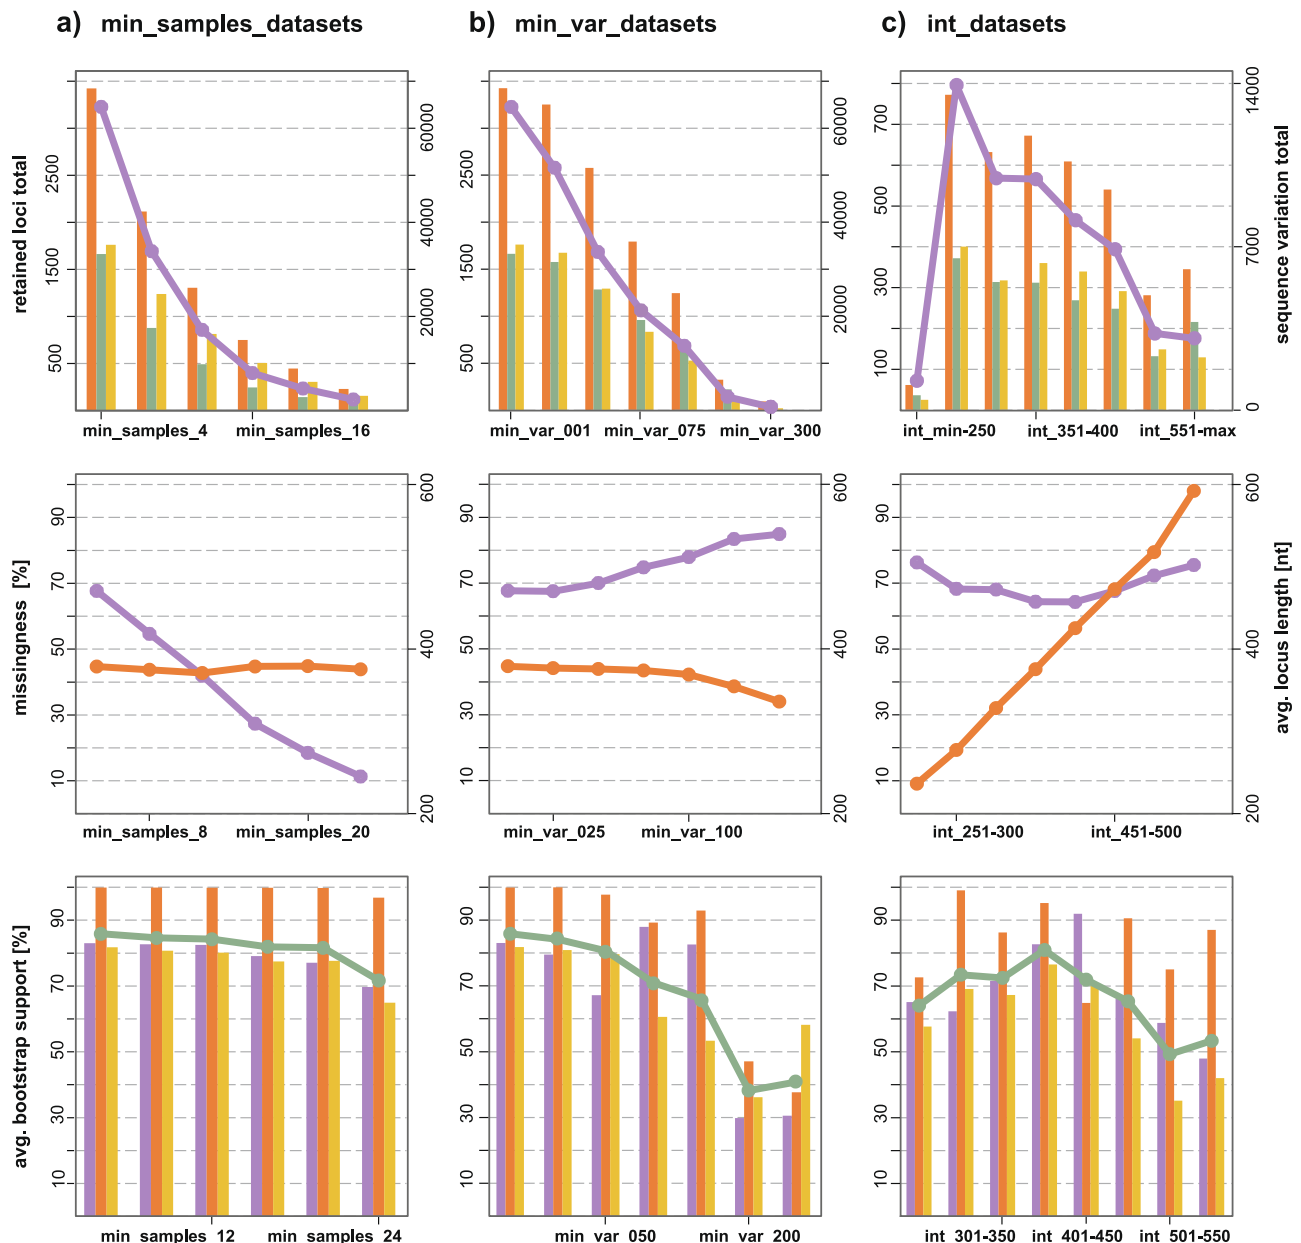 a) min_samples_datasets
b) min_var_datasets
c) int_datasets
retained loci total
500
1500
2500
0
20000
40000
60000
min_samples_4
min_samples_16
500
1500
2500
0
20000
40000
60000
min_var_001
min_var_075
min_var_300
100
300
500
700
0
7000
14000
sequence variation total
int_min-250
int_351-400
int_551-max
missingness [%]
10
30
50
70
90
200
400
600
min_samples_8
min_samples_20
10
30
50
70
90
200
400
600
min_var_025
min_var_100
10
30
50
70
90
200
400
600
avg. locus length [nt]
int_251-300
int_451-500
avg. bootstrap support [%]
10
30
50
70
90
min_samples_12
min_samples_24
10
30
50
70
90
min_var_050
min_var_200
10
30
50
70
90
int_301-350
int_401-450
int_501-550